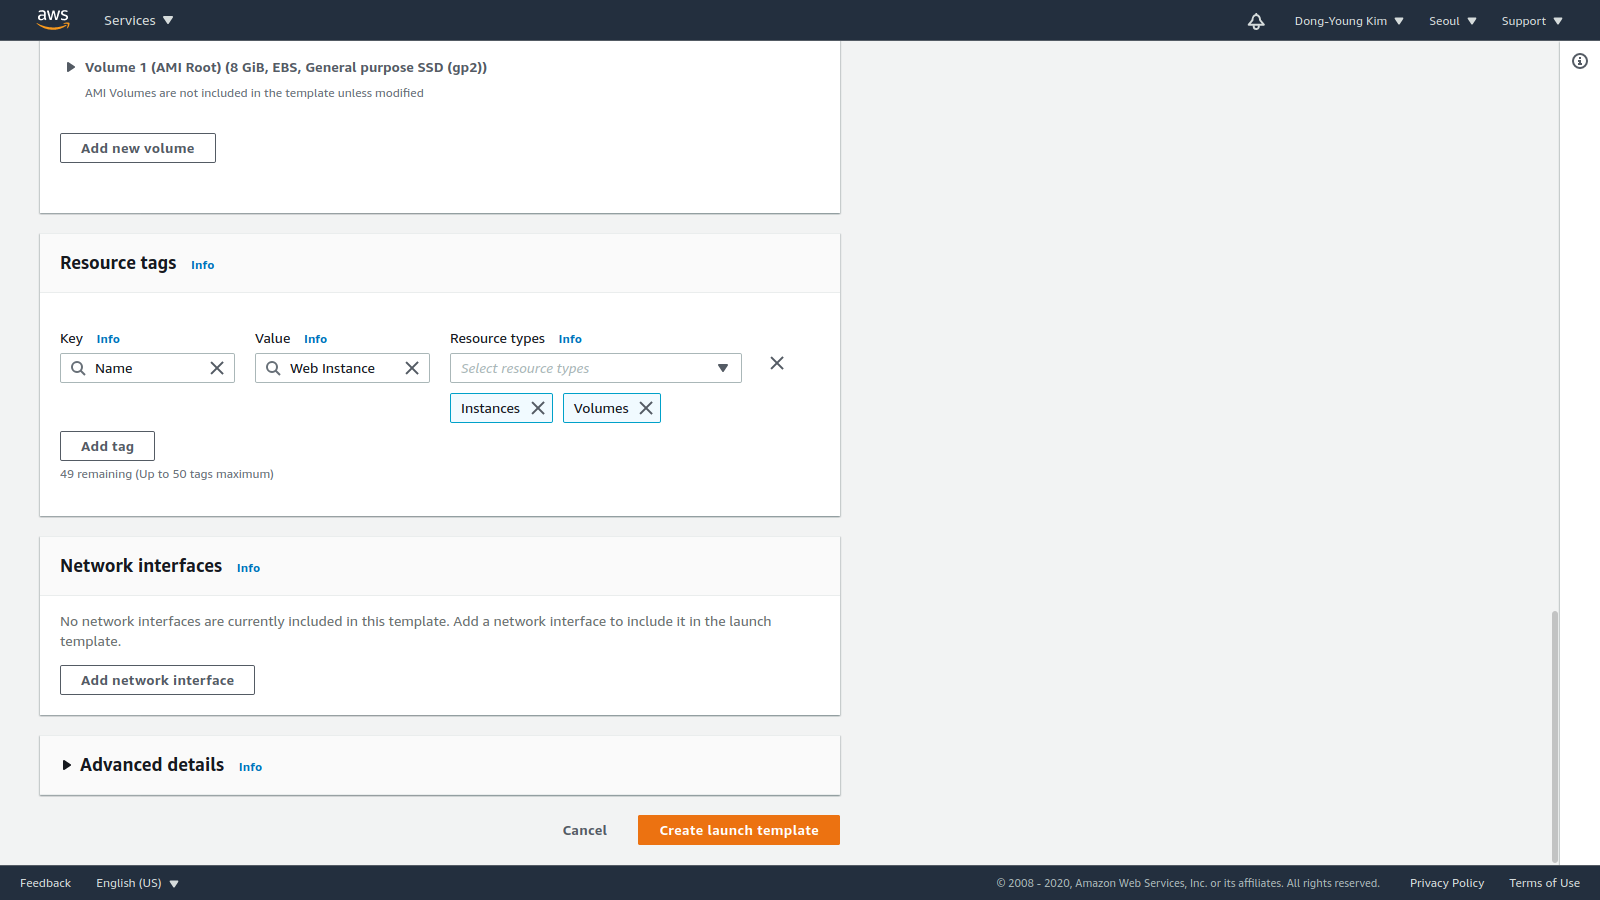 aws
Services
Dong-Young Kim
Seoul
Support
Volume 1 (AMI Root) (8 GiB, EBS, General purpose SSD (gp2))
AMI Volumes are not included in the template unless modified
Add new volume
Resource tags Info
Key Info
Value Info
Resource types Info
Name
Web Instance
Select resource types
Instances
Volumes
Add tag
49 remaining (Up to 50 tags maximum)
Network interfaces Info
No network interfaces are currently included in this template. Add a network interface to include it in the launch
template.
Add network interface
Advanced details Info
Cancel
Create launch template
Feedback
English (US)
© 2008 - 2020, Amazon Web Services, Inc. or its affiliates. All rights reserved.
Privacy Policy
Terms of Use